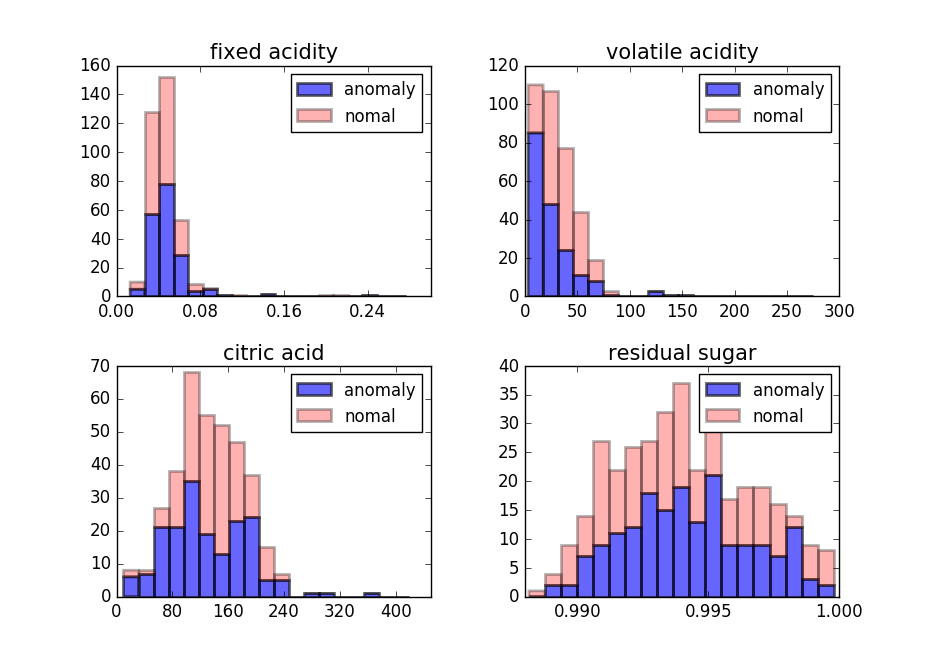 fixed acidity
160
140
120
100
80
60
40
20
0
0.00 0.08 0.16 0.24
anomaly
nomal
volatile acidity
120
100
80
60
40
20
0
0 50 100 150 200 250 300
anomaly
nomal
citric acid
70
60
50
40
30
20
10
0
0 80 160 240 320 400
anomaly
nomal
residual sugar
40
35
30
25
20
15
10
5
0
0.990 0.995 1.000
anomaly
nomal